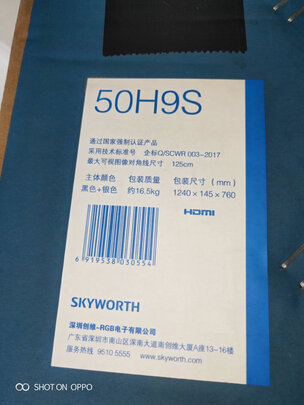 50H9S
通过国家强制认证产品
采用技术标准号 企标Q/SCWR 003-2017
最大可视图像对角线尺寸 125cm
主体颜色 包装质量 包装尺寸(mm)
黑色+银色 约16.5kg 1240×145×760
HDMI
6 919538 030554
SKYWORTH
深圳创维-RGB电子有限公司
广东省深圳市南山区深南大道南创维大厦A座13-16楼
服务热线 9510 5555 www.skyworth.com
SHOT ON OPPO